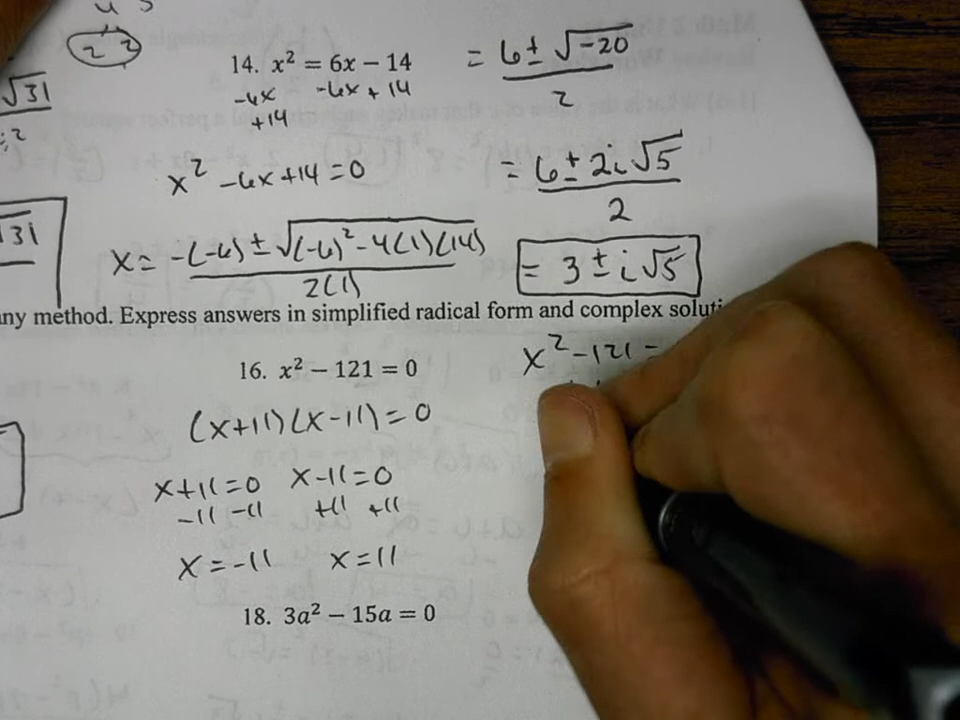 √31
14. x² = 6x − 14
-6x -6x + 14
+14
x² - 6x + 14 = 0
x = -(-6) ± √(-6)² - 4(1)(14)
2(1)
= 6 ± √-20
2
= 6 ± 2i√5
2
= 3 ± i√5
31
any method. Express answers in simplified radical form and complex
16. x² − 121 = 0
(x+11)(x-11) = 0
x+11=0 x-11=0
-11 -11 +11 +11
x = -11 x = 11
x² - 121 =
18. 3a² − 15a = 0